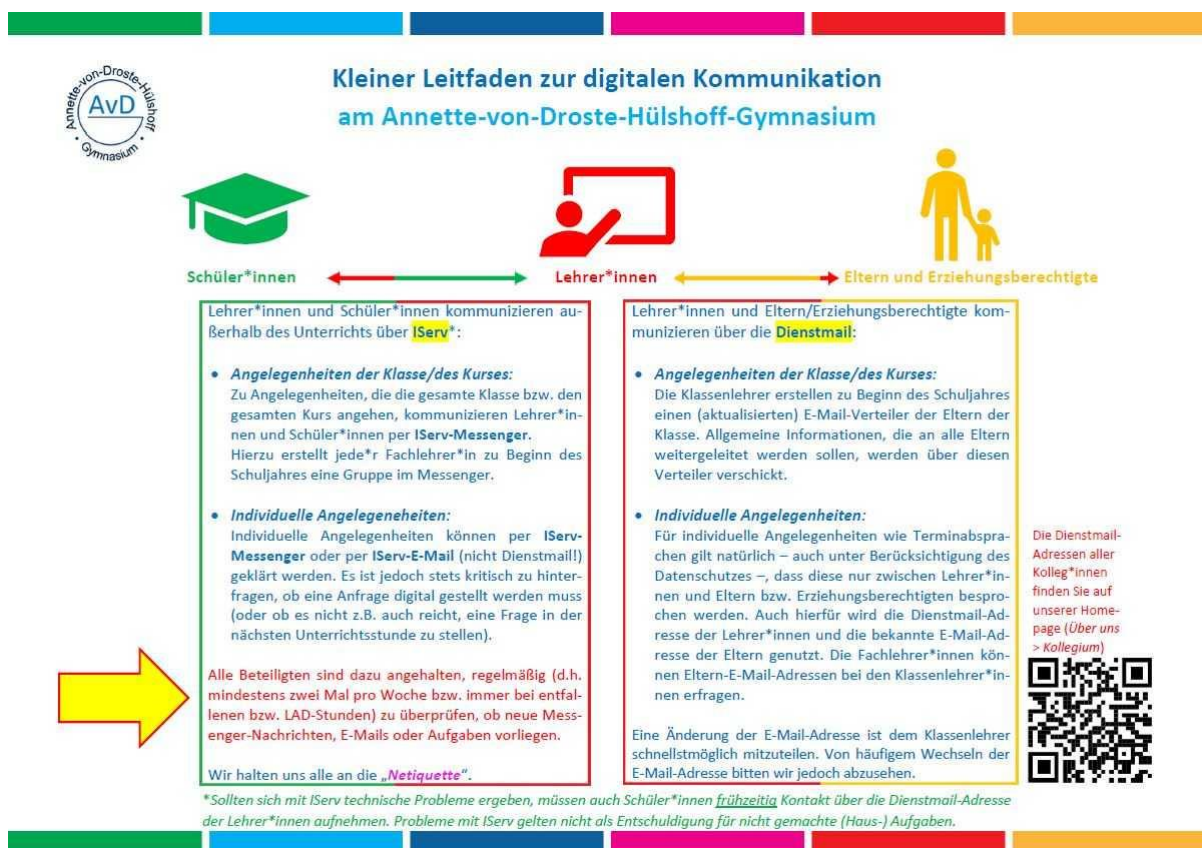 Annette-von-Droste-Hülshoff
AvD
• Gymnasium •
Kleiner Leitfaden zur digitalen Kommunikation
am Annette-von-Droste-Hülshoff-Gymnasium
Schüler*innen
Lehrer*innen
Eltern und Erziehungsberechtigte
Lehrer*innen und Schüler*innen kommunizieren au-
ßerhalb des Unterrichts über IServ*:
• Angelegenheiten der Klasse/des Kurses:
Zu Angelegenheiten, die die gesamte Klasse bzw. den
gesamten Kurs angehen, kommunizieren Lehrer*in-
nen und Schüler*innen per IServ-Messenger.
Hierzu erstellt jede*r Fachlehrer*in zu Beginn des
Schuljahres eine Gruppe im Messenger.
• Individuelle Angelegeneheiten:
Individuelle Angelegenheiten können per IServ-
Messenger oder per IServ-E-Mail (nicht Dienstmail!)
geklärt werden. Es ist jedoch stets kritisch zu hinter-
fragen, ob eine Anfrage digital gestellt werden muss
(oder ob es nicht z.B. auch reicht, eine Frage in der
nächsten Unterrichtsstunde zu stellen).
Alle Beteiligten sind dazu angehalten, regelmäßig (d.h.
mindestens zwei Mal pro Woche bzw. immer bei entfal-
lenen bzw. LAD-Stunden) zu überprüfen, ob neue Mess-
enger-Nachrichten, E-Mails oder Aufgaben vorliegen.
Wir halten uns alle an die „Netiquette“.
Lehrer*innen und Eltern/Erziehungsberechtigte kom-
munizieren über die Dienstmail:
• Angelegenheiten der Klasse/des Kurses:
Die Klassenlehrer erstellen zu Beginn des Schuljahres
einen (aktualisierten) E-Mail-Verteiler der Eltern der
Klasse. Allgemeine Informationen, die an alle Eltern
weitergeleitet werden sollen, werden über diesen
Verteiler verschickt.
• Individuelle Angelegenheiten:
Für individuelle Angelegenheiten wie Terminabspra-
chen gilt natürlich – auch unter Berücksichtigung des
Datenschutzes –, dass diese nur zwischen Lehrer*in-
nen und Eltern bzw. Erziehungsberechtigten bespro-
chen werden. Auch hierfür wird die Dienstmail-Ad-
resse der Lehrer*innen und die bekannte E-Mail-Ad-
resse der Eltern genutzt. Die Fachlehrer*innen kön-
nen Eltern-E-Mail-Adressen bei den Klassenlehrer*in-
nen erfragen.
Eine Änderung der E-Mail-Adresse ist dem Klassenlehrer
schnellstmöglich mitzuteilen. Von häufigem Wechseln der
E-Mail-Adresse bitten wir jedoch abzusehen.
Die Dienstmail-
Adressen aller
Kolleg*innen
finden Sie auf
unserer Home-
page (Über uns
> Kollegium)
*Sollten sich mit IServ technische Probleme ergeben, müssen auch Schüler*innen frühzeitig Kontakt über die Dienstmail-Adresse
der Lehrer*innen aufnehmen. Probleme mit IServ gelten nicht als Entschuldigung für nicht gemachte (Haus-) Aufgaben.